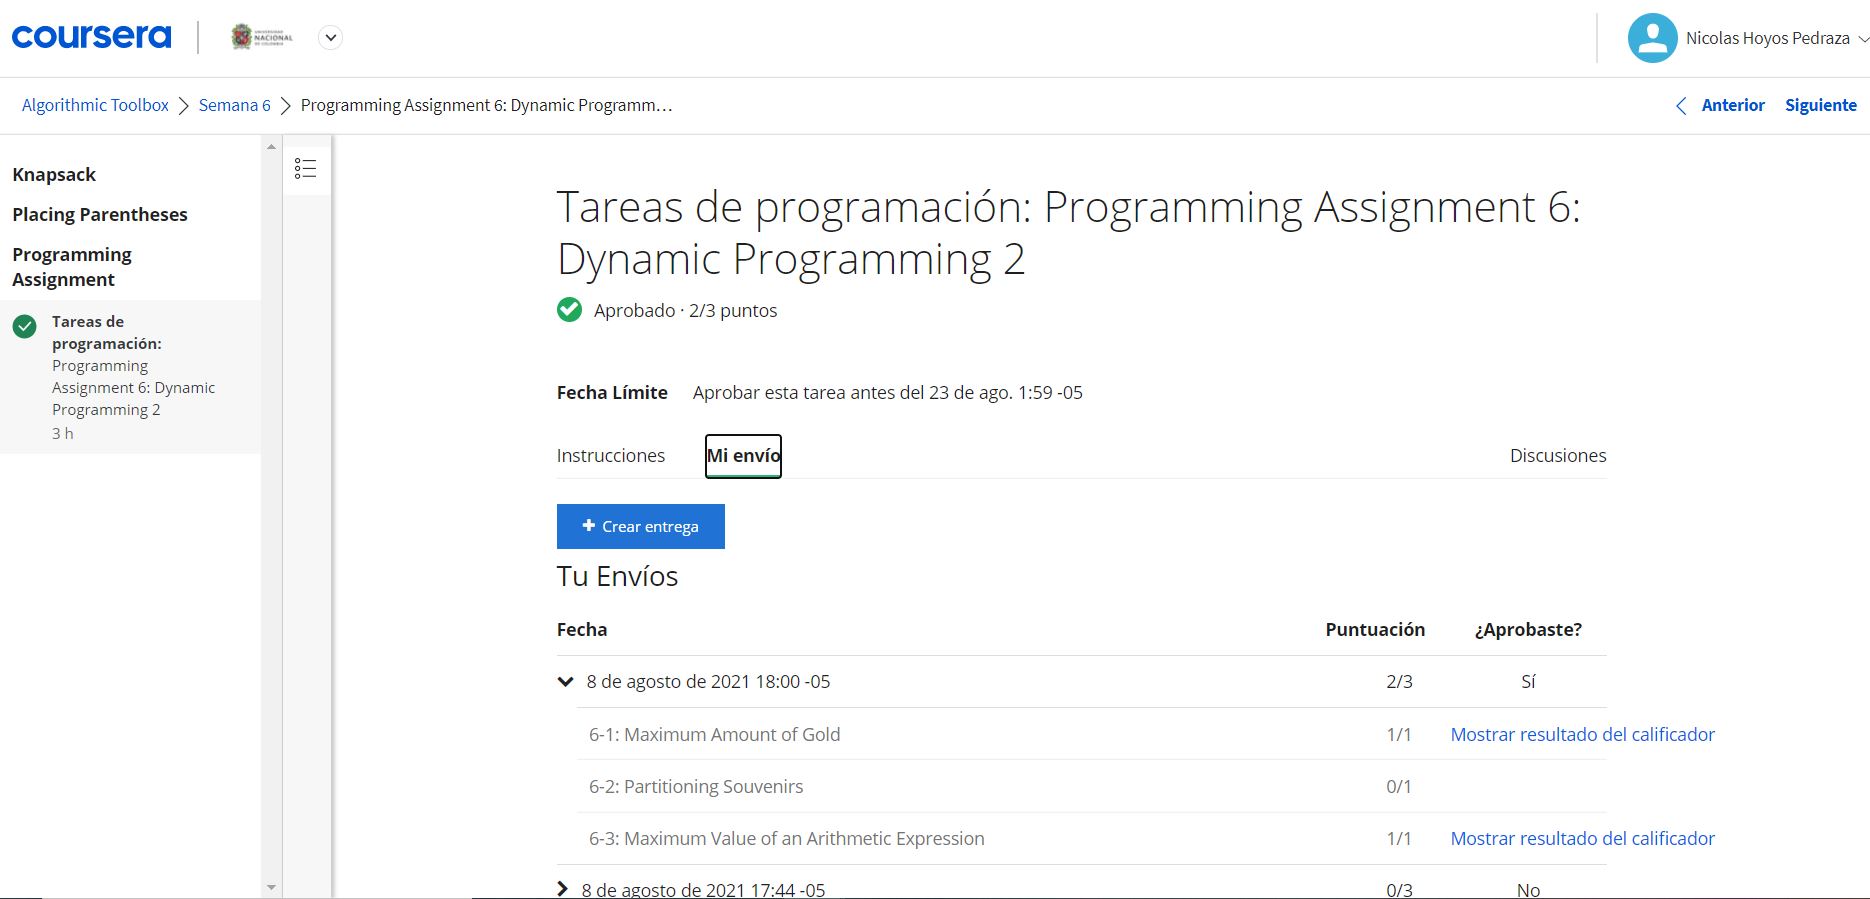 coursera
UNIVERSIDAD
NACIONAL
DE COLOMBIA
Nicolas Hoyos Pedraza
Algorithmic Toolbox > Semana 6 > Programming Assignment 6: Dynamic Programm...
< Anterior Siguiente
Knapsack
Placing Parentheses
Programming
Assignment
Tareas de
programación:
Programming
Assignment 6: Dynamic
Programming 2
3 h
Tareas de programación: Programming Assignment 6:
Dynamic Programming 2
Aprobado · 2/3 puntos
Fecha Límite Aprobar esta tarea antes del 23 de ago. 1:59 -05
Instrucciones Mi envío Discusiones
+ Crear entrega
Tu Envíos
Fecha Puntuación ¿Aprobaste?
8 de agosto de 2021 18:00 -05 2/3 Sí
6-1: Maximum Amount of Gold 1/1 Mostrar resultado del calificador
6-2: Partitioning Souvenirs 0/1
6-3: Maximum Value of an Arithmetic Expression 1/1 Mostrar resultado del calificador
8 de agosto de 2021 17:44 -05 0/3 No